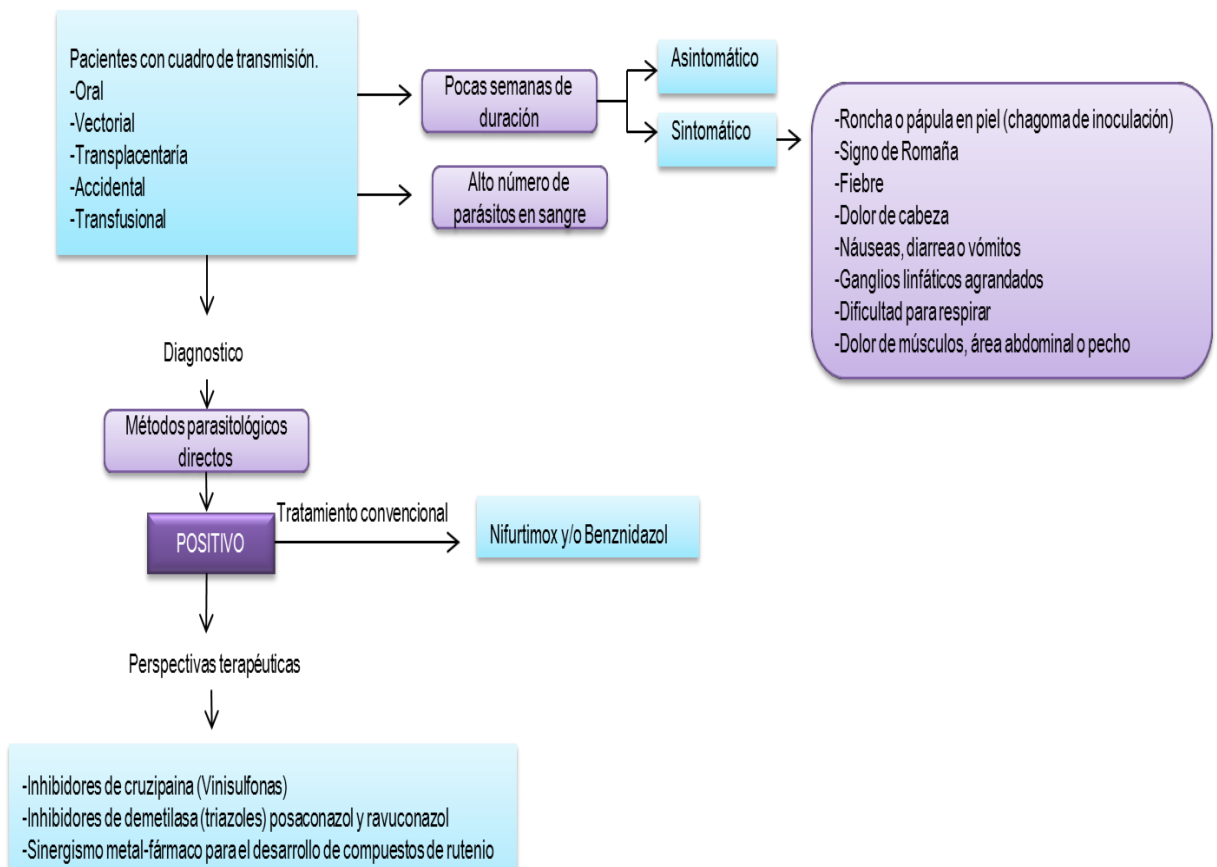 Pacientes con cuadro de transmisión.
-Oral
-Vectorial
-Transplacentaría
-Accidental
-Transfusional
Pocas semanas de
duración
Alto número de
parásitos en sangre
Asintomático
Sintomático
-Roncha o pápula en piel (chagoma de inoculación)
-Signo de Romaña
-Fiebre
-Dolor de cabeza
-Náuseas, diarrea o vómitos
-Ganglios linfáticos agrandados
-Dificultad para respirar
-Dolor de músculos, área abdominal o pecho
Diagnostico
Métodos parasitológicos
directos
POSITIVO
Tratamiento convencional
Nifurtimox y/o Benznidazol
Perspectivas terapéuticas
-Inhibidores de cruzipaina (Vinisulfonas)
-Inhibidores de demetilasa (triazoles) posaconazol y ravuconazol
-Sinergismo metal-fármaco para el desarrollo de compuestos de rutenio